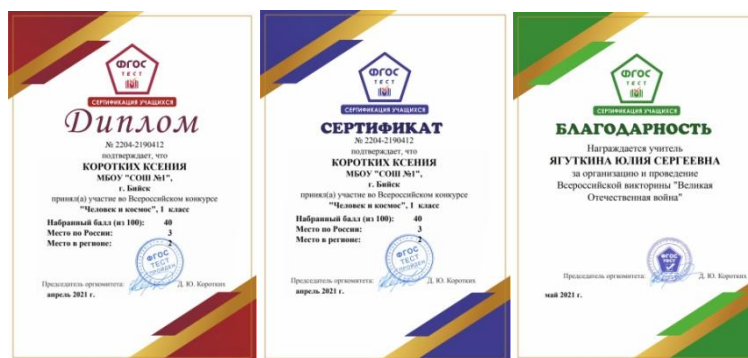 ФГОС
ТЕСТ
СЕРТИФИКАЦИЯ УЧАЩИХСЯ
Диплом
№ 2204-2190412
подтверждает, что
КОРОТКИХ КСЕНИЯ
МБОУ "СОШ №1",
г. Бийск
принял(а) участие во Всероссийском конкурсе
"Человек и космос", 1 класс
Набранный балл (из 100): 40
Место по России: 3
Место в регионе: 2
ФГОС
ТЕСТ
ПРОЙДЕН
Председатель оргкомитета: Д. Ю. Коротких
апрель 2021 г.
ФГОС
ТЕСТ
СЕРТИФИКАЦИЯ УЧАЩИХСЯ
СЕРТИФИКАТ
№ 2204-2190412
подтверждает, что
КОРОТКИХ КСЕНИЯ
МБОУ "СОШ №1",
г. Бийск
принял(а) участие во Всероссийском конкурсе
"Человек и космос", 1 класс
Набранный балл (из 100): 40
Место по России: 3
Место в регионе: 2
ФГОС
ТЕСТ
ПРОЙДЕН
Председатель оргкомитета: Д. Ю. Коротких
апрель 2021 г.
ФГОС
ТЕСТ
СЕРТИФИКАЦИЯ УЧАЩИХСЯ
БЛАГОДАРНОСТЬ
Награждается учитель
ЯГУТКИНА ЮЛИЯ СЕРГЕЕВНА
за организацию и проведение
Всероссийской викторины "Великая
Отечественная война"
Председатель оргкомитета: Д. Ю. Коротких
май 2021 г.